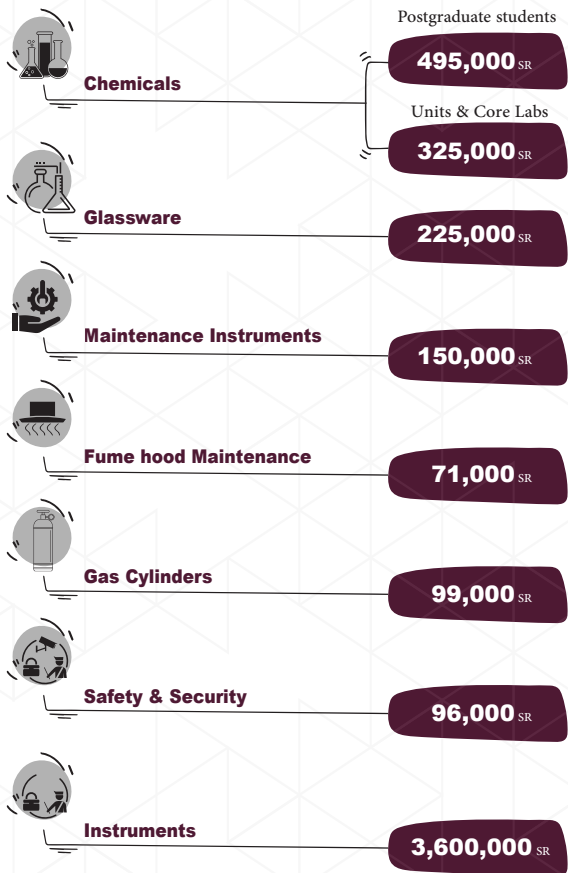 Postgraduate students
495,000 SR
Chemicals
Units & Core Labs
325,000 SR
Glassware
225,000 SR
Maintenance Instruments
150,000 SR
Fume hood Maintenance
71,000 SR
Gas Cylinders
99,000 SR
Safety & Security
96,000 SR
Instruments
3,600,000 SR